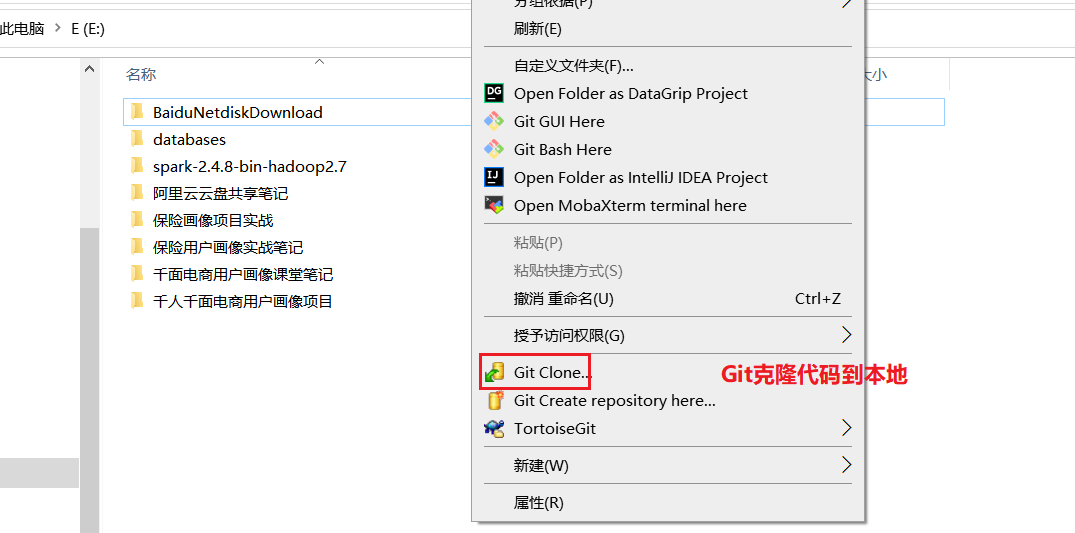 分组依据(P)
此电脑 > E (E:)
刷新(E)
名称
大小
自定义文件夹(F)...
BaiduNetdiskDownload
Open Folder as DataGrip Project
databases
Git GUI Here
spark-2.4.8-bin-hadoop2.7
Git Bash Here
阿里云云盘共享笔记
Open Folder as IntelliJ IDEA Project
保险画像项目实战
Open MobaXterm terminal here
保险用户画像实战笔记
粘贴(P)
千面电商用户画像课堂笔记
粘贴快捷方式(S)
千人千面电商用户画像项目
撤消 重命名(U) Ctrl+Z
授予访问权限(G)
Git Clone...
Git克隆代码到本地
Git Create repository here...
TortoiseGit
新建(W)
属性(R)